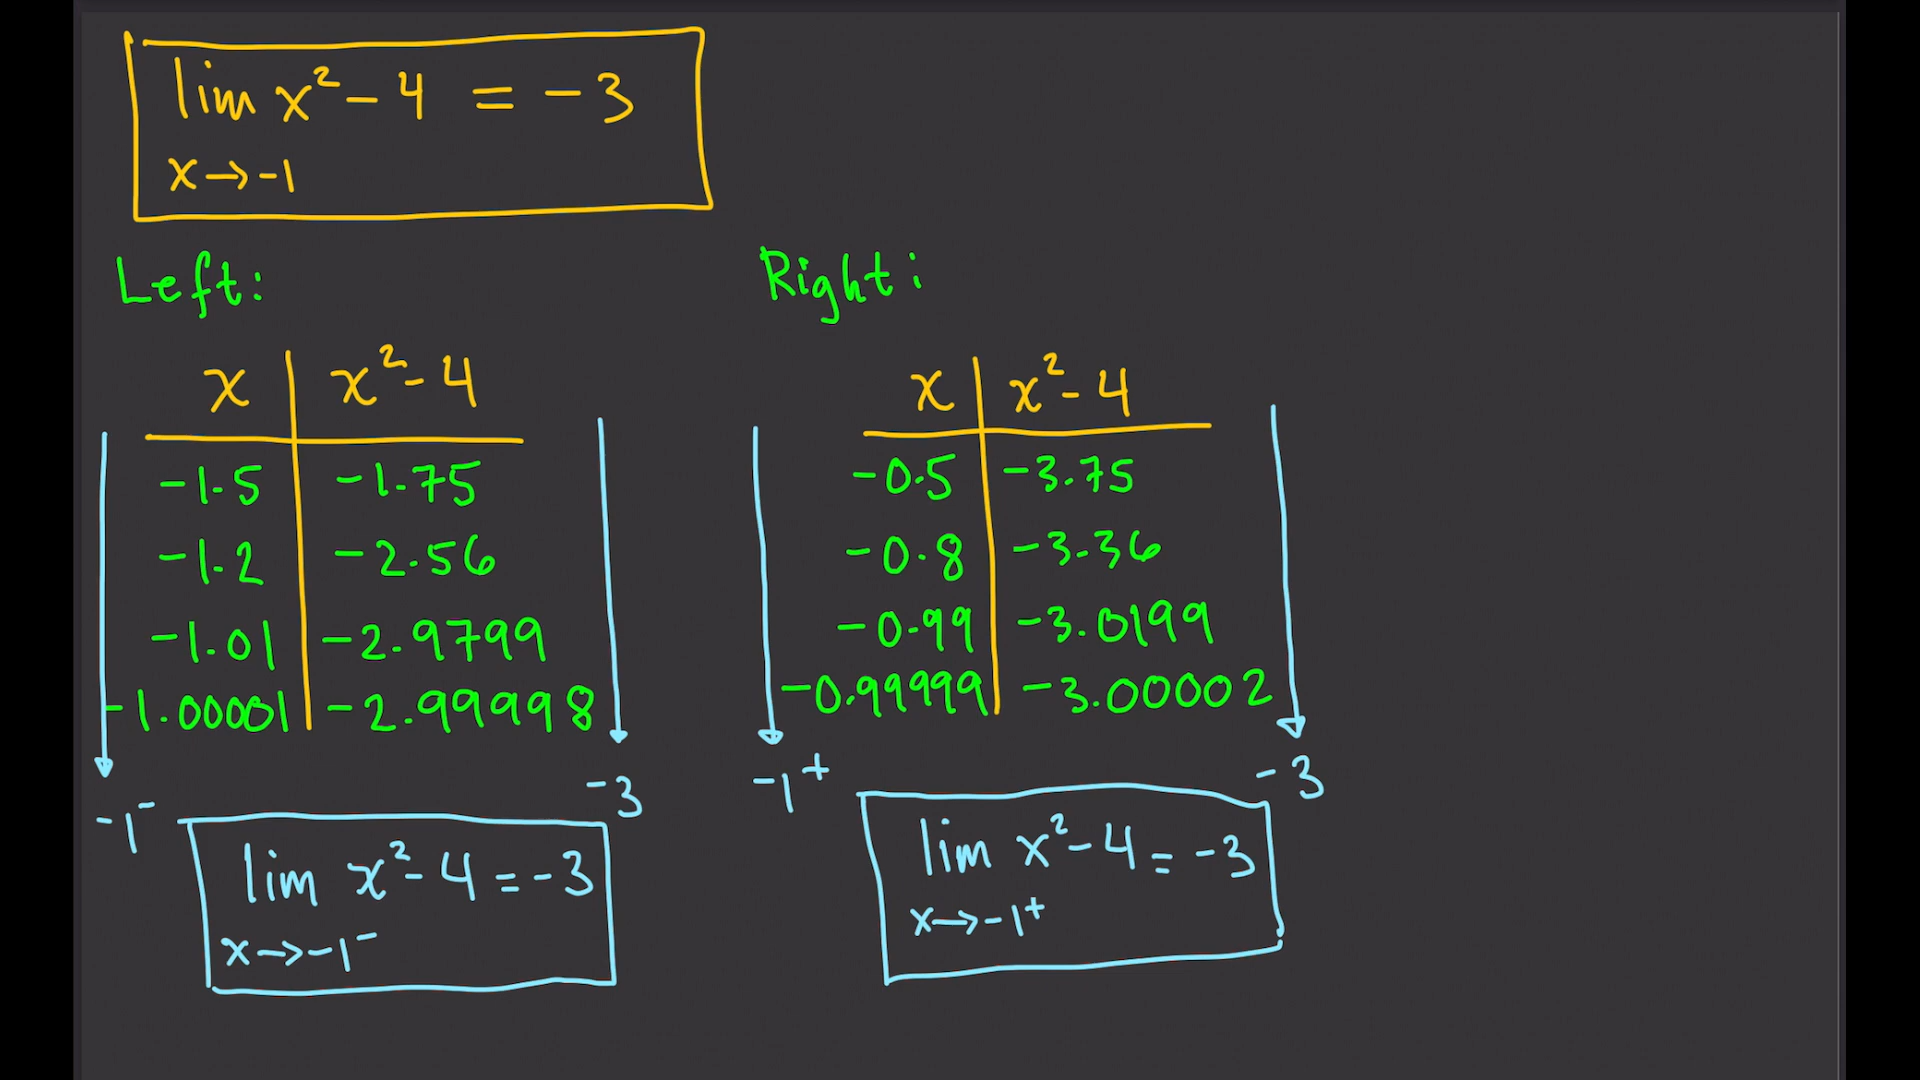 lim x² - 4 = -3
x → -1
Left:
x | x² - 4
-1.5 | -1.75
-1.2 | -2.56
-1.01 | -2.9799
-1.00001 | -2.99998
-1⁻
-3
lim x² - 4 = -3
x → -1⁻
Right:
x | x² - 4
-0.5 | -3.75
-0.8 | -3.36
-0.99 | -3.0199
-0.99999 | -3.00002
-1⁺
-3
lim x² - 4 = -3
x → -1⁺